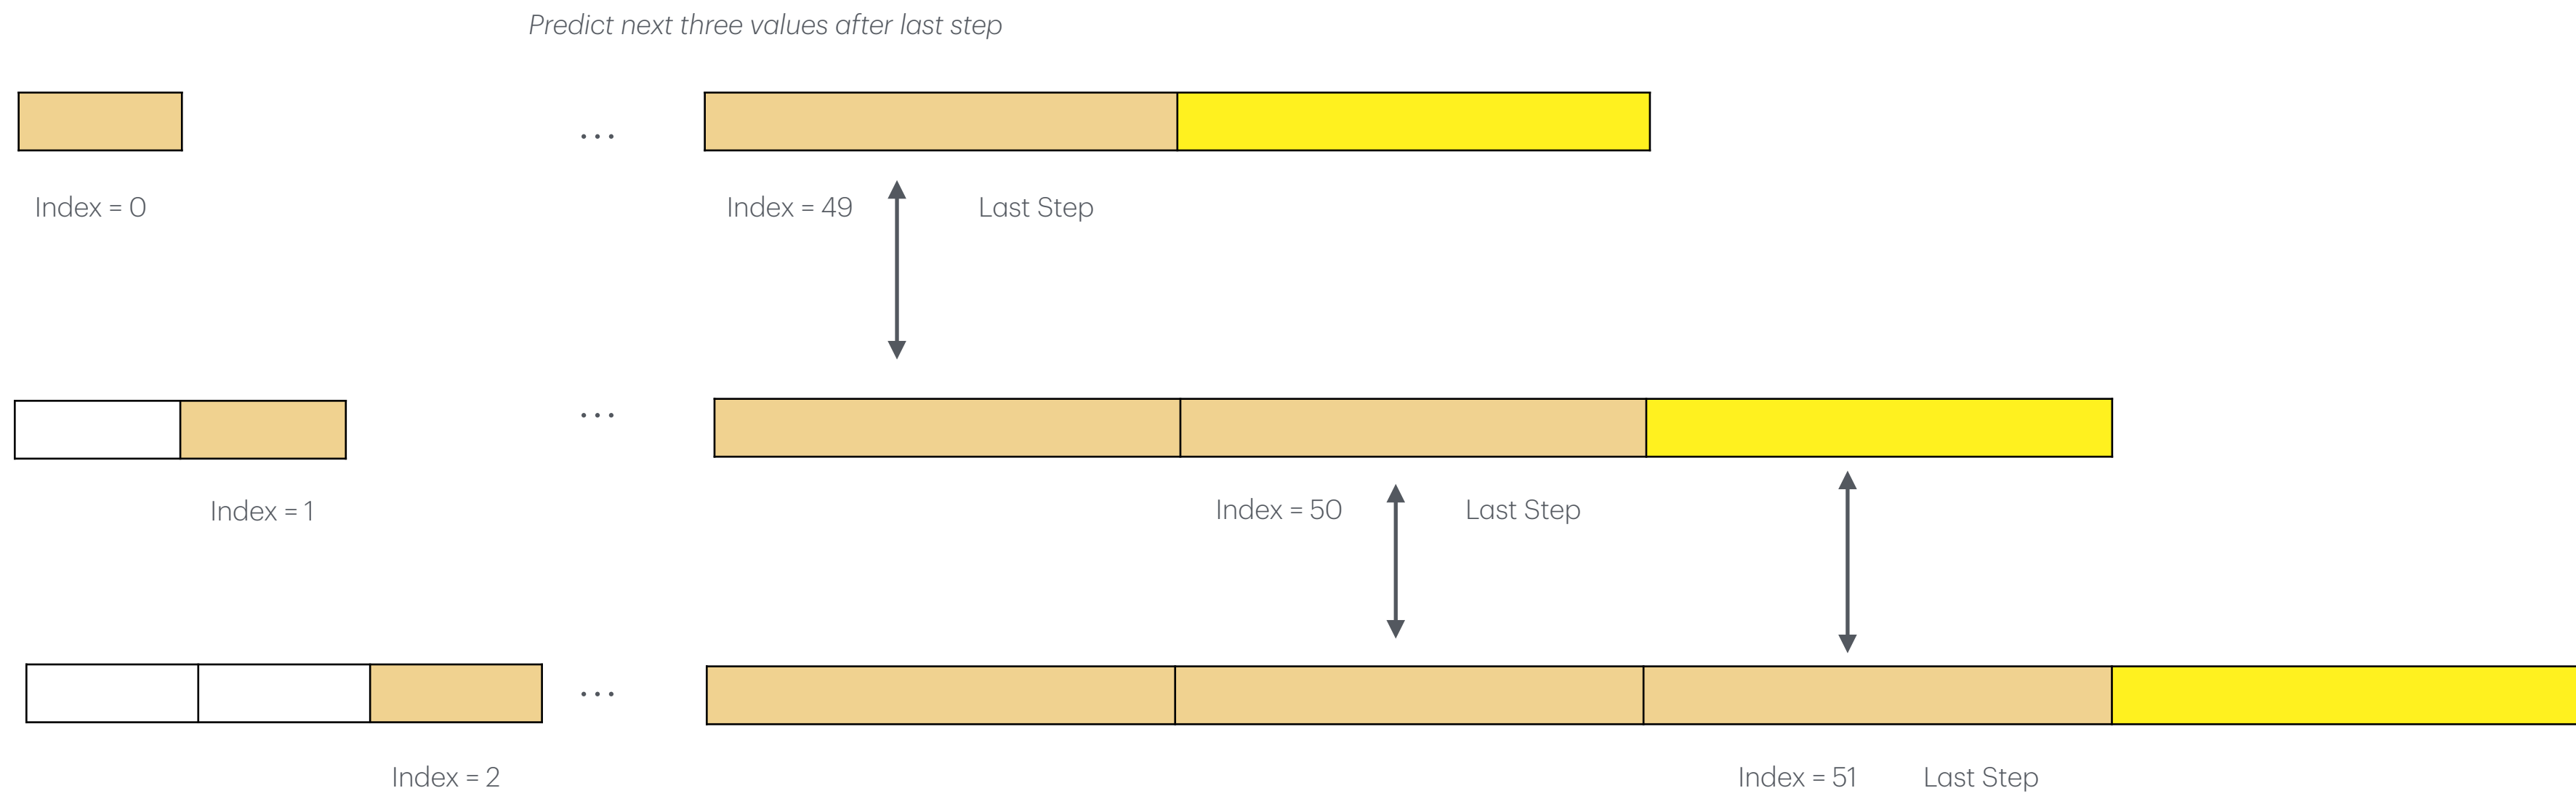 Predict next three values after last step
...
Index = 0
Index = 49
Last Step
...
Index = 1
Index = 50
Last Step
...
Index = 2
Index = 51
Last Step